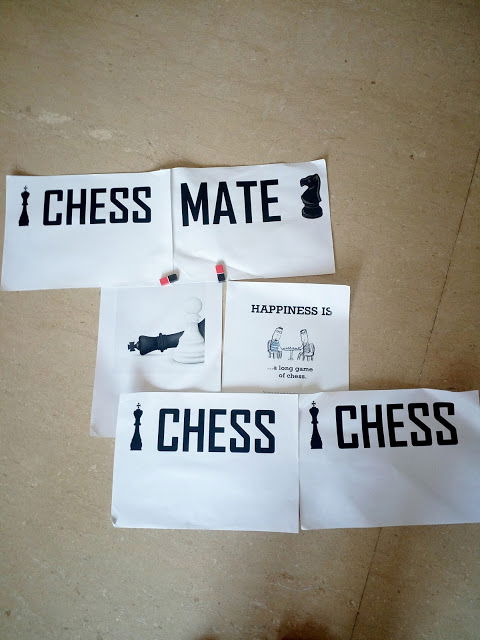 CHESS MATE
HAPPINESS IS
...a long game
of chess.
CHESS CHESS